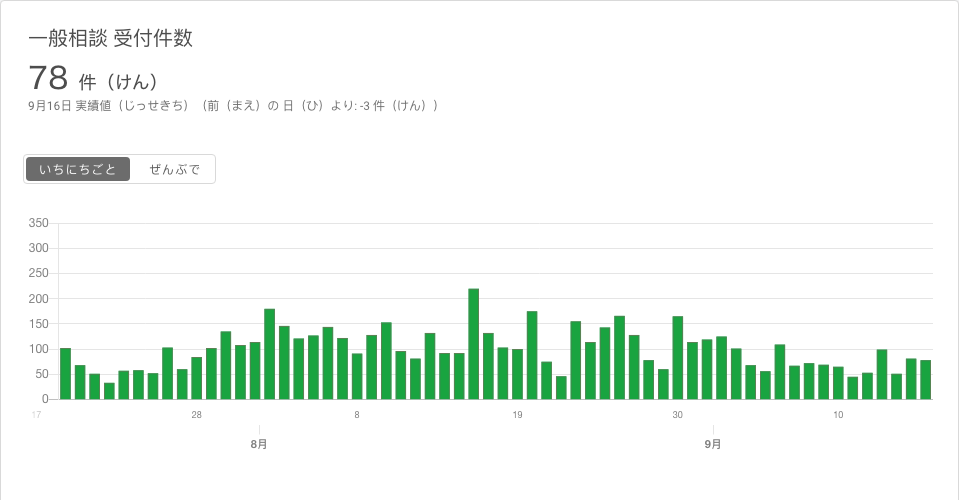 一般相談 受付件数
78 件（けん）
9月16日 実績値（じっせきち）（前（まえ）の 日（ひ）より: -3 件（けん））
いちにちごと ぜんぶで
350
300
250
200
150
100
50
0
17 28 8 19 30 10
8月 9月